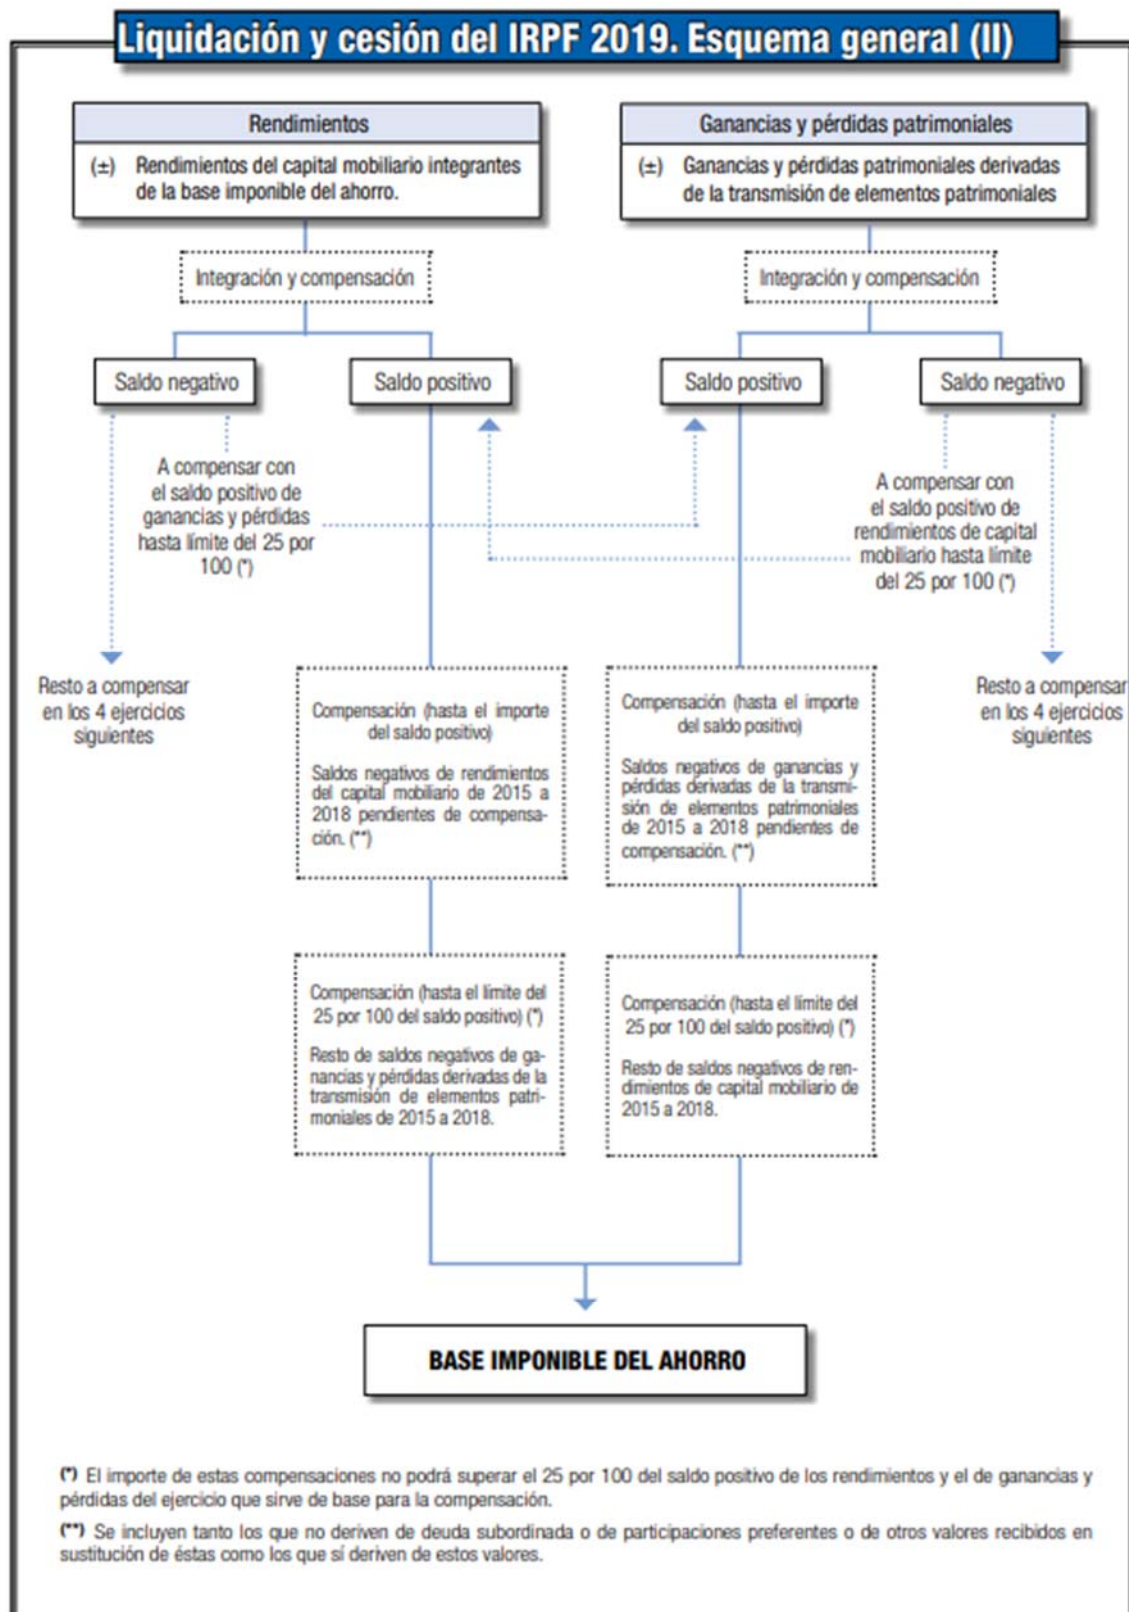 Liquidación y cesión del IRPF 2019. Esquema general (II)
Rendimientos
(±) Rendimientos del capital mobiliario integrantes
de la base imponible del ahorro.
Ganancias y pérdidas patrimoniales
(±) Ganancias y pérdidas patrimoniales derivadas
de la transmisión de elementos patrimoniales
Integración y compensación
Integración y compensación
Saldo negativo
Saldo positivo
Saldo positivo
Saldo negativo
A compensar con
el saldo positivo de
ganancias y pérdidas
hasta límite del 25 por
100 (*)
A compensar con
el saldo positivo de
rendimientos de capital
mobiliario hasta límite
del 25 por 100 (*)
Resto a compensar
en los 4 ejercicios
siguientes
Compensación (hasta el importe
del saldo positivo)
Saldos negativos de rendimientos
del capital mobiliario de 2015 a
2018 pendientes de compensa-
ción. (**)
Compensación (hasta el importe
del saldo positivo)
Saldos negativos de ganancias y
pérdidas derivadas de la transmi-
sión de elementos patrimoniales
de 2015 a 2018 pendientes de
compensación. (**)
Resto a compensar
en los 4 ejercicios
siguientes
Compensación (hasta el límite del
25 por 100 del saldo positivo) (*)
Resto de saldos negativos de ga-
nancias y pérdidas derivadas de la
transmisión de elementos patri-
moniales de 2015 a 2018.
Compensación (hasta el límite del
25 por 100 del saldo positivo) (*)
Resto de saldos negativos de ren-
dimientos de capital mobiliario de
2015 a 2018.
BASE IMPONIBLE DEL AHORRO
(*) El importe de estas compensaciones no podrá superar el 25 por 100 del saldo positivo de los rendimientos y el de ganancias y
pérdidas del ejercicio que sirve de base para la compensación.
(**) Se incluyen tanto los que no deriven de deuda subordinada o de participaciones preferentes o de otros valores recibidos en
sustitución de éstas como los que sí deriven de estos valores.